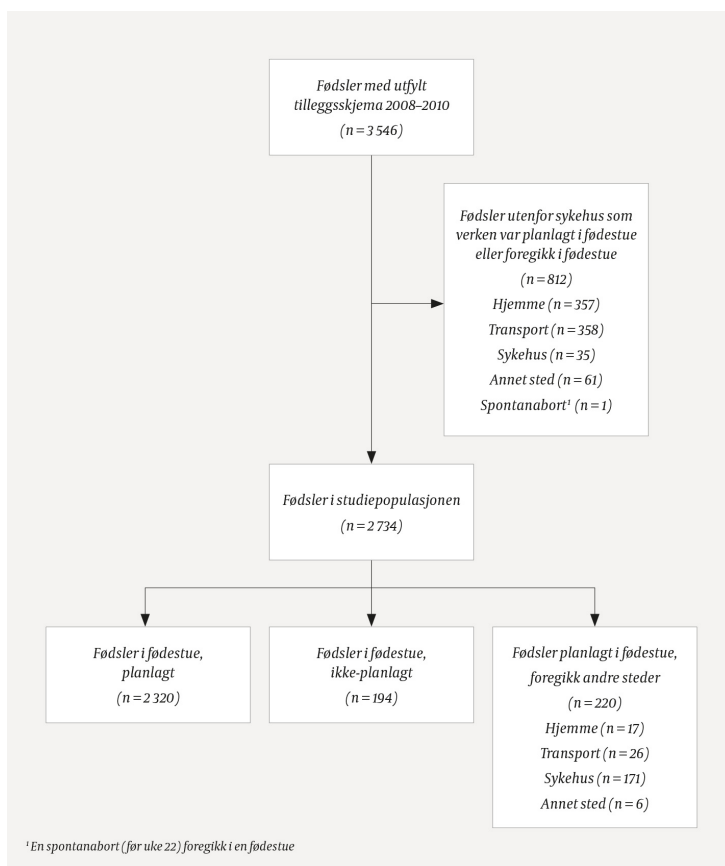 Fødsler med utfylt
tilleggsskjema 2008–2010
(n = 3 546)
Fødsler utenfor sykehus som
verken var planlagt i fødestue
eller foregikk i fødestue
(n = 812)
Hjemme (n = 357)
Transport (n = 358)
Sykehus (n = 35)
Annet sted (n = 61)
Spontanabort¹ (n = 1)
Fødsler i studiepopulasjonen
(n = 2 734)
Fødsler i fødestue,
planlagt
(n = 2 320)
Fødsler i fødestue,
ikke-planlagt
(n = 194)
Fødsler planlagt i fødestue,
foregikk andre steder
(n = 220)
Hjemme (n = 17)
Transport (n = 26)
Sykehus (n = 171)
Annet sted (n = 6)
¹ En spontanabort (før uke 22) foregikk i en fødestue